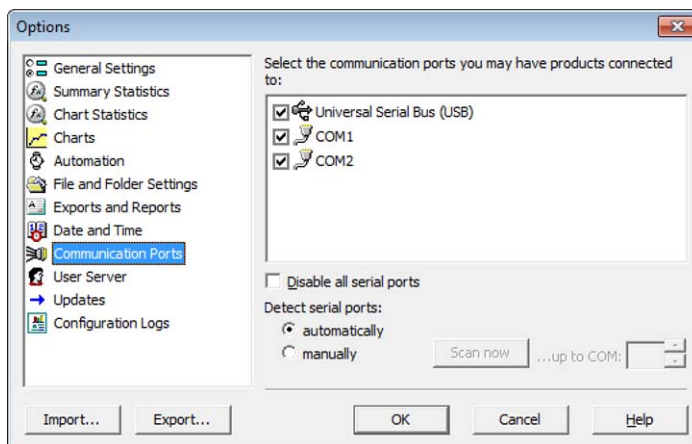 Options
General Settings
Summary Statistics
Chart Statistics
Charts
Automation
File and Folder Settings
Exports and Reports
Date and Time
Communication Ports
User Server
Updates
Configuration Logs
Select the communication ports you may have products connected
to:
Universal Serial Bus (USB)
COM1
COM2
Disable all serial ports
Detect serial ports:
automatically
manually
Scan now
...up to COM:
Import...
Export...
OK
Cancel
Help